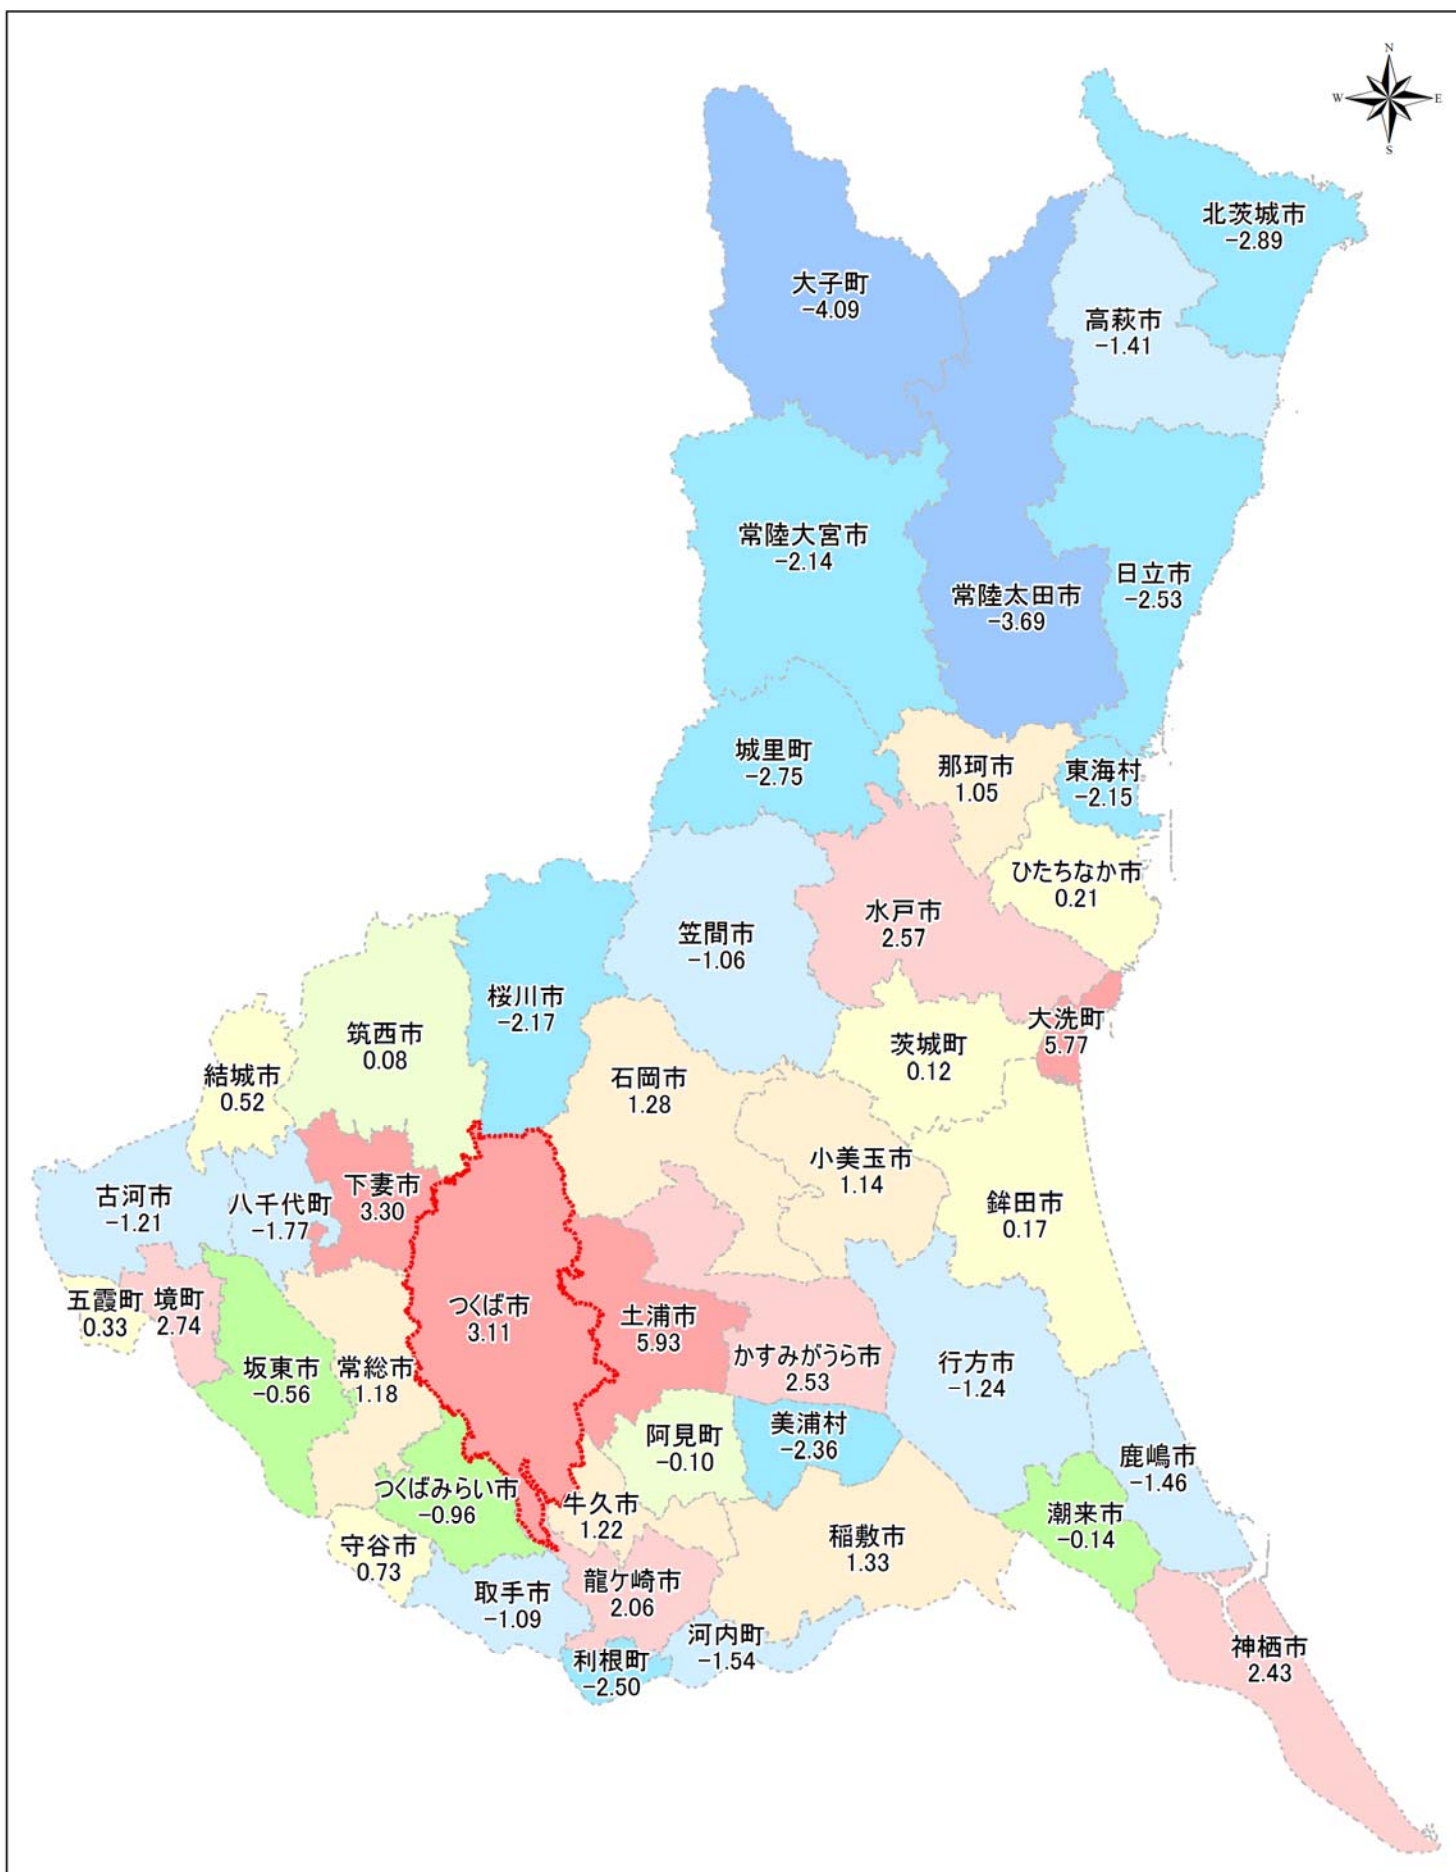 N
W
E
S
北茨城市
-2.89
大子町
-4.09
高萩市
-1.41
常陸大宮市
-2.14
日立市
-2.53
常陸太田市
-3.69
城里町
-2.75
那珂市
1.05
東海村
-2.15
ひたちなか市
0.21
水戸市
2.57
笠間市
-1.06
桜川市
-2.17
大洗町
5.77
筑西市
0.08
茨城町
0.12
結城市
0.52
石岡市
1.28
小美玉市
1.14
下妻市
3.30
古河市
-1.21
八千代町
-1.77
鉾田市
0.17
五霞町
0.33
境町
2.74
つくば市
3.11
土浦市
5.93
かすみがうら市
2.53
行方市
-1.24
坂東市
-0.56
常総市
1.18
美浦村
-2.36
阿見町
-0.10
鹿嶋市
-1.46
つくばみらい市
-0.96
牛久市
1.22
潮来市
-0.14
稲敷市
1.33
守谷市
0.73
取手市
-1.09
龍ケ崎市
2.06
河内町
-1.54
神栖市
2.43
利根町
-2.50